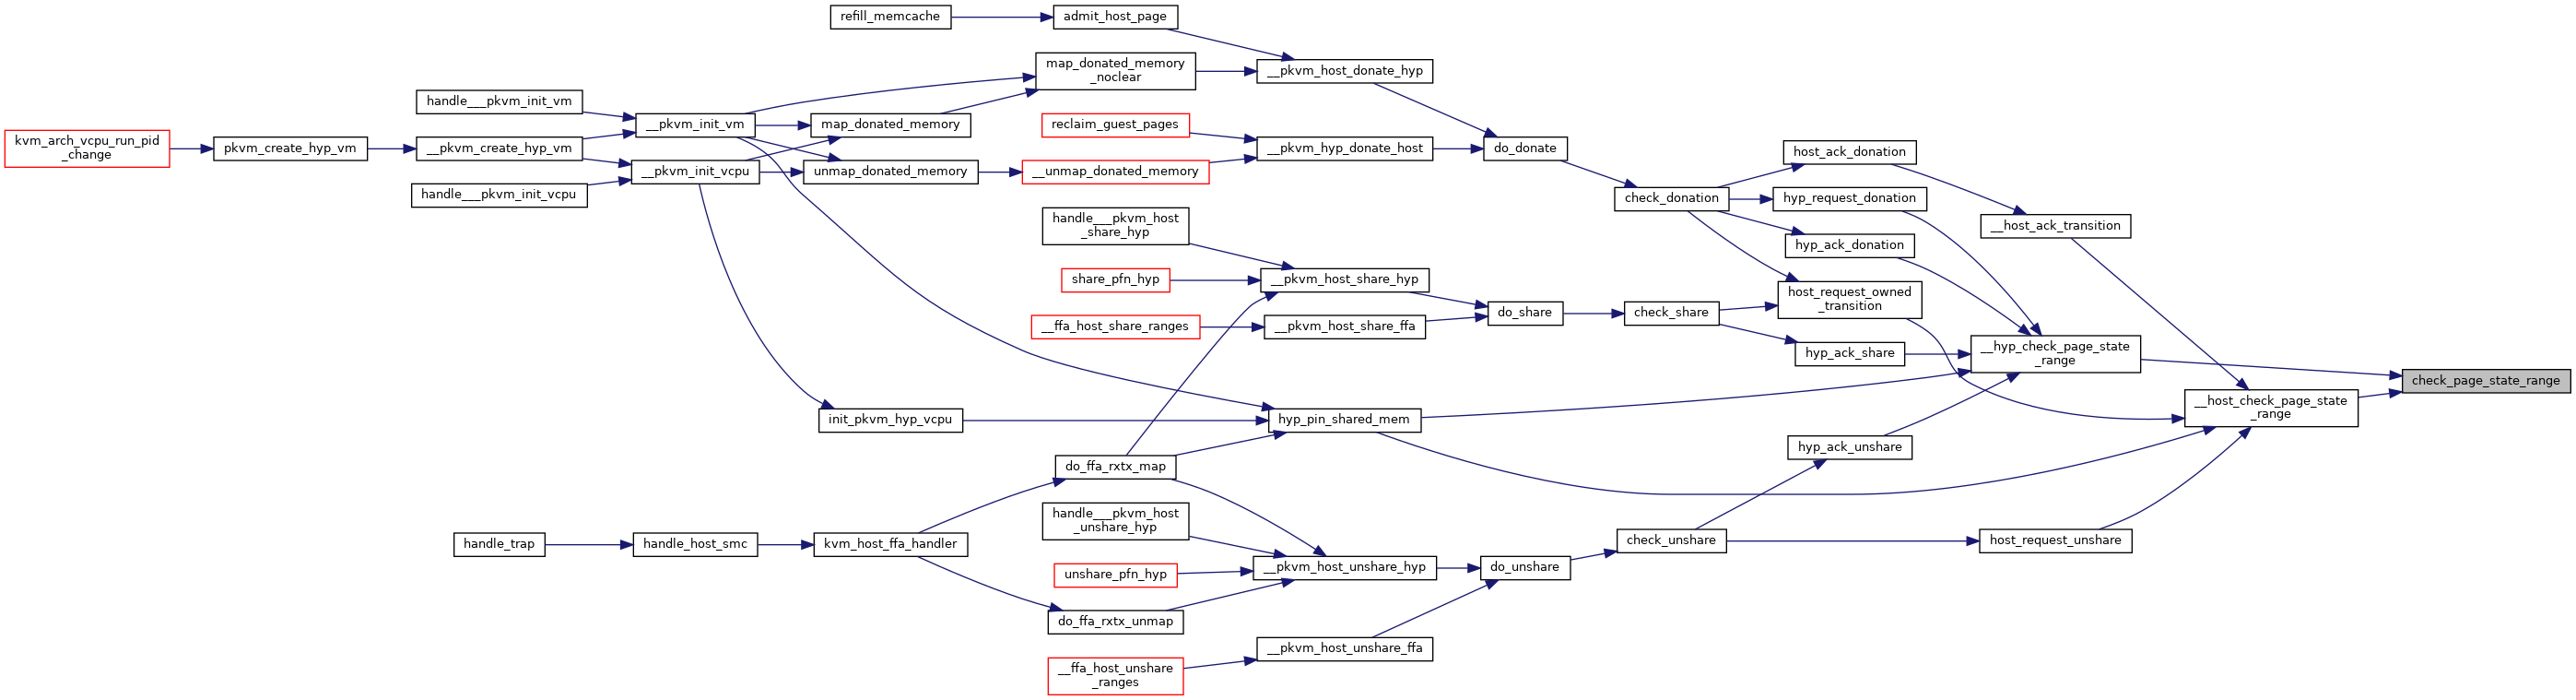 refill_memcache
admit_host_page
map_donated_memory
_noclear
__pkvm_host_donate_hyp
handle___pkvm_init_vm
kvm_arch_vcpu_run_pid
_change
pkvm_create_hyp_vm
__pkvm_create_hyp_vm
__pkvm_init_vm
map_donated_memory
reclaim_guest_pages
__pkvm_hyp_donate_host
do_donate
host_ack_donation
handle___pkvm_init_vcpu
__pkvm_init_vcpu
unmap_donated_memory
__unmap_donated_memory
check_donation
hyp_request_donation
__host_ack_transition
handle___pkvm_host
_share_hyp
hyp_ack_donation
share_pfn_hyp
__pkvm_host_share_hyp
host_request_owned
_transition
__ffa_host_share_ranges
__pkvm_host_share_ffa
do_share
check_share
hyp_ack_share
__hyp_check_page_state
_range
check_page_state_range
__host_check_page_state
_range
init_pkvm_hyp_vcpu
hyp_pin_shared_mem
hyp_ack_unshare
do_ffa_rxtx_map
handle___pkvm_host
_unshare_hyp
handle_trap
handle_host_smc
kvm_host_ffa_handler
check_unshare
host_request_unshare
unshare_pfn_hyp
__pkvm_host_unshare_hyp
do_unshare
do_ffa_rxtx_unmap
__pkvm_host_unshare_ffa
__ffa_host_unshare
_ranges